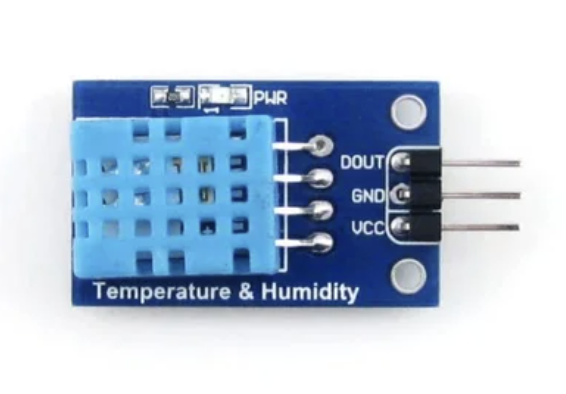 PWR
DOUT
GND
VCC
Temperature & Humidity